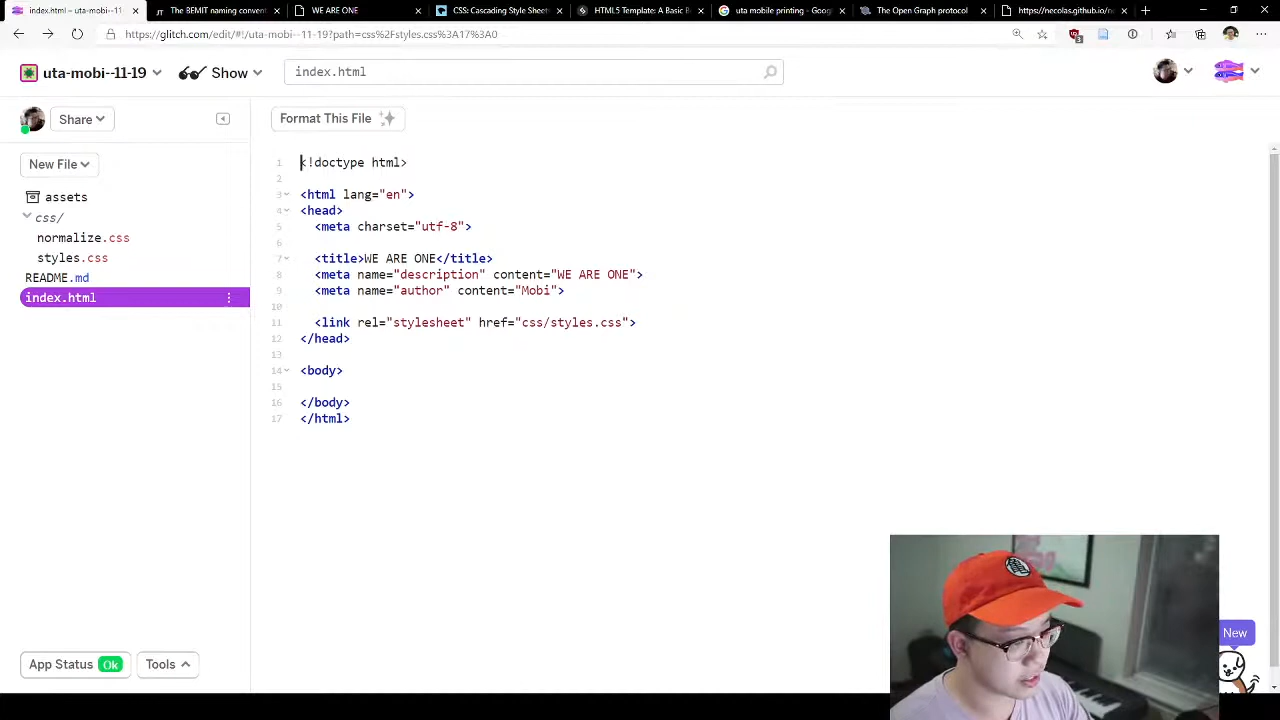 index.html - uta-mobi--11-1
The BEMIT naming convent
WE ARE ONE
CSS: Cascading Style Sheets
HTML5 Template: A Basic B
uta mobile printing - Goog
The Open Graph protocol
https://necolas.github.io/no
https://glitch.com/edit/#!/uta-mobi--11-19?path=css%2Fstyles.css%3A17%3A0
uta-mobi--11-19
Show
index.html
Share
Format This File
New File
assets
css/
normalize.css
styles.css
README.md
index.html
1 <!doctype html>
2
3 <html lang="en">
4 <head>
5 <meta charset="utf-8">
6
7 <title>WE ARE ONE</title>
8 <meta name="description" content="WE ARE ONE">
9 <meta name="author" content="Mobi">
10
11 <link rel="stylesheet" href="css/styles.css">
12 </head>
13
14 <body>
15
16 </body>
17 </html>
New
App Status Ok
Tools